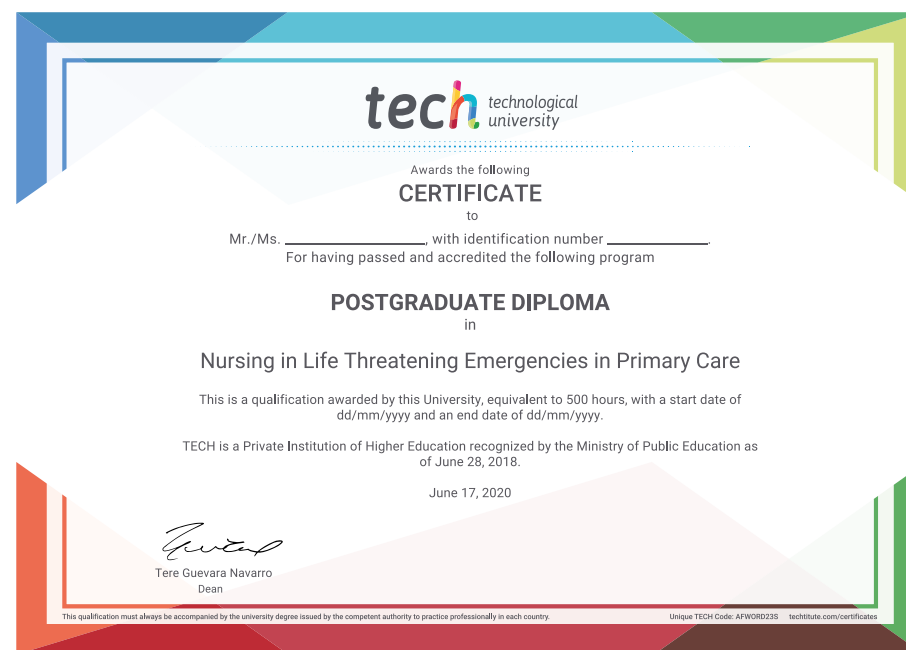 tech technological
university
Awards the following
CERTIFICATE
to
Mr./Ms. ____________________, with identification number ______________.
For having passed and accredited the following program
POSTGRADUATE DIPLOMA
in
Nursing in Life Threatening Emergencies in Primary Care
This is a qualification awarded by this University, equivalent to 500 hours, with a start date of
dd/mm/yyyy and an end date of dd/mm/yyyy.
TECH is a Private Institution of Higher Education recognized by the Ministry of Public Education as
of June 28, 2018.
June 17, 2020
Tere Guevara Navarro
Dean
This qualification must always be accompanied by the university degree issued by the competent authority to practice professionally in each country.
Unique TECH Code: AFWORD23S techtitute.com/certificates